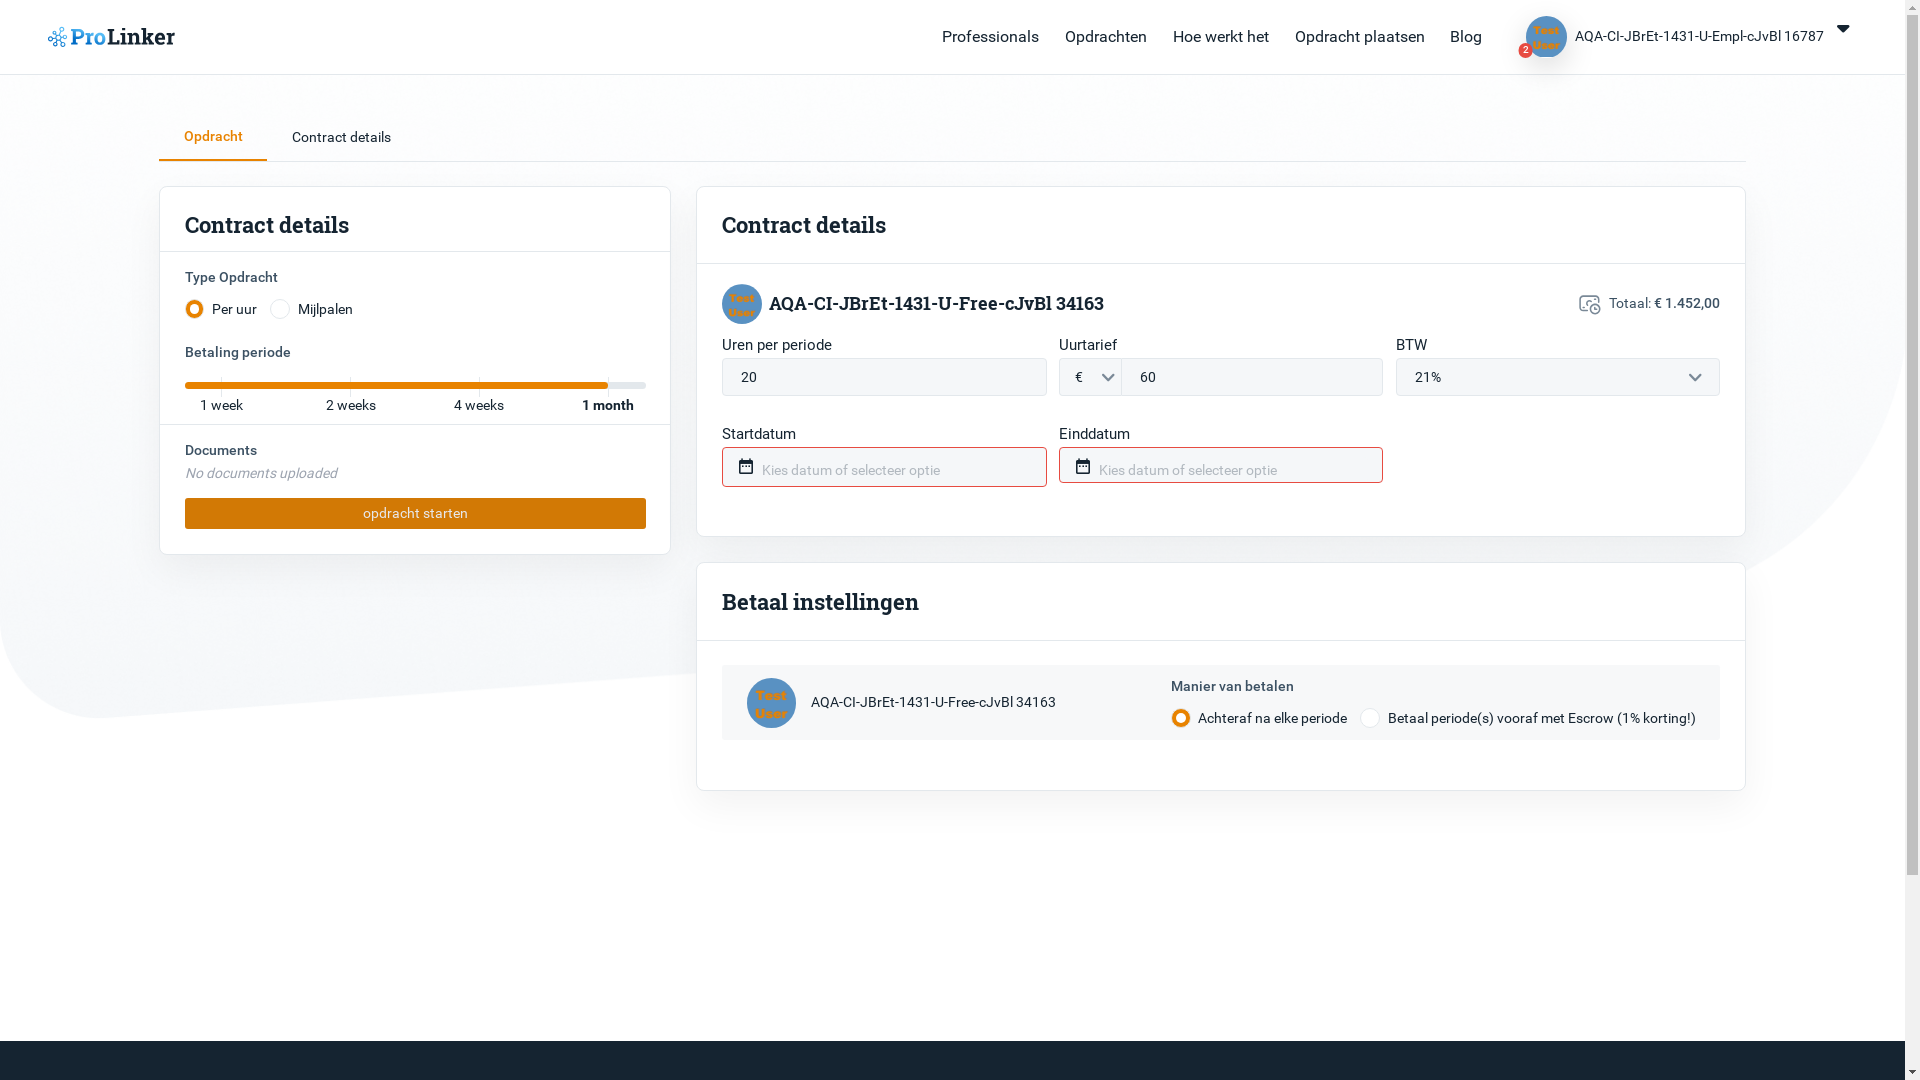 ProLinker
Professionals
Opdrachten
Hoe werkt het
Opdracht plaatsen
Blog
Test
User
2
AQA-CI-JBrEt-1431-U-Empl-cJvBl 16787
Opdracht
Contract details
Contract details
Type Opdracht
Per uur
Mijlpalen
Betaling periode
1 week
2 weeks
4 weeks
1 month
Documents
No documents uploaded
opdracht starten
Contract details
Test
User
AQA-CI-JBrEt-1431-U-Free-cJvBl 34163
Totaal: € 1.452,00
Uren per periode
Uurtarief
BTW
20
€
60
21%
Startdatum
Einddatum
Kies datum of selecteer optie
Kies datum of selecteer optie
Betaal instellingen
Test
User
AQA-CI-JBrEt-1431-U-Free-cJvBl 34163
Manier van betalen
Achteraf na elke periode
Betaal periode(s) vooraf met Escrow (1% korting!)